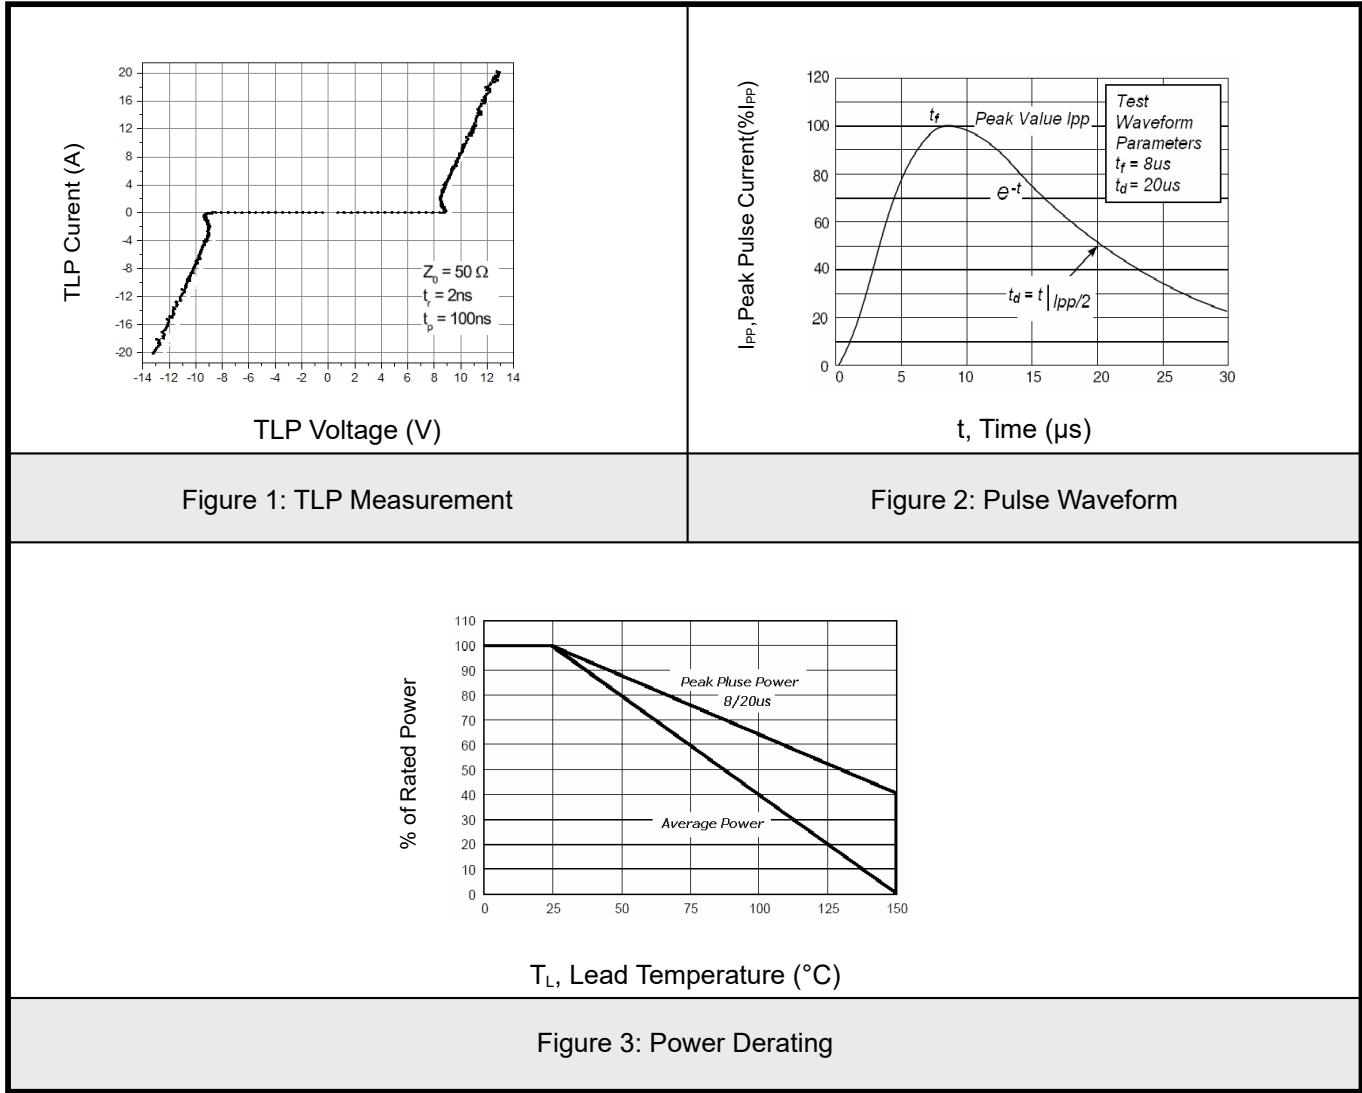 20
16
12
8
4
0
-4
-8
-12
-16
-20
TLP Curent (A)
Z0 = 50 Ω
tr = 2ns
tp = 100ns
-14 -12 -10 -8 -6 -4 -2 0 2 4 6 8 10 12 14
TLP Voltage (V)
Figure 1: TLP Measurement
120
100
80
60
40
20
0
IPP,Peak Pulse Current(%IPP)
tf
Peak Value Ipp
Test
Waveform
Parameters
tf = 8us
td = 20us
e-t
td = t | Ipp/2
0 5 10 15 20 25 30
t, Time (µs)
Figure 2: Pulse Waveform
110
100
90
80
70
60
50
40
30
20
10
0
% of Rated Power
Peak Pluse Power
8/20us
Average Power
0 25 50 75 100 125 150
TL, Lead Temperature (°C)
Figure 3: Power Derating